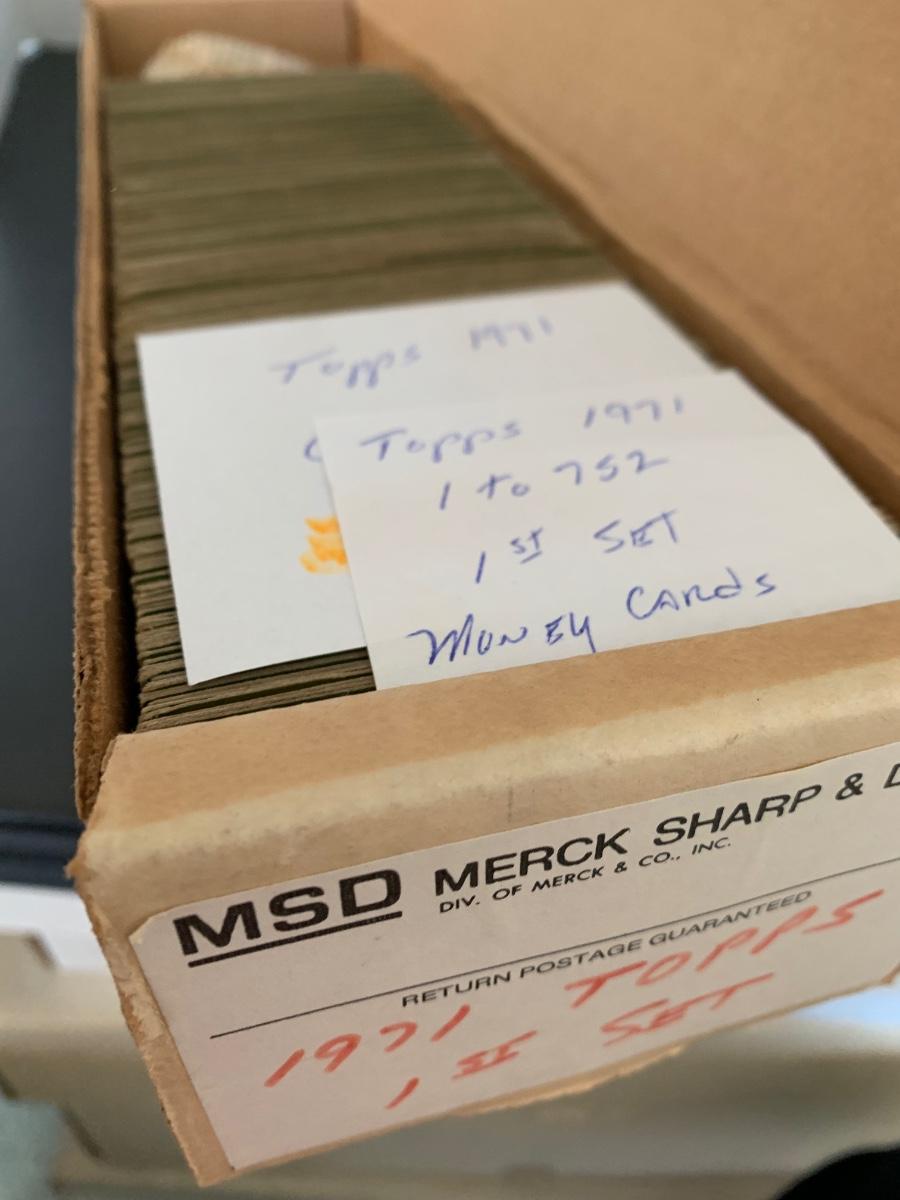 Topps 1971
Topps 1971
1 to 752
1st SET
Money Cards
MSD MERCK SHARP &
DIV. OF MERCK & CO., INC.
RETURN POSTAGE GUARANTEED
1971 TOPPS
1st SET